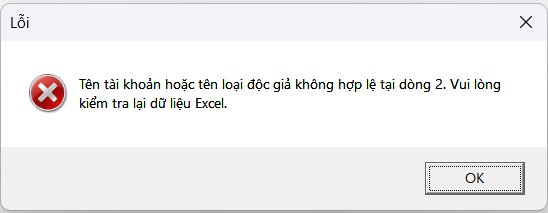 Lỗi
Tên tài khoản hoặc tên loại độc giả không hợp lệ tại dòng 2. Vui lòng
kiểm tra lại dữ liệu Excel.
OK